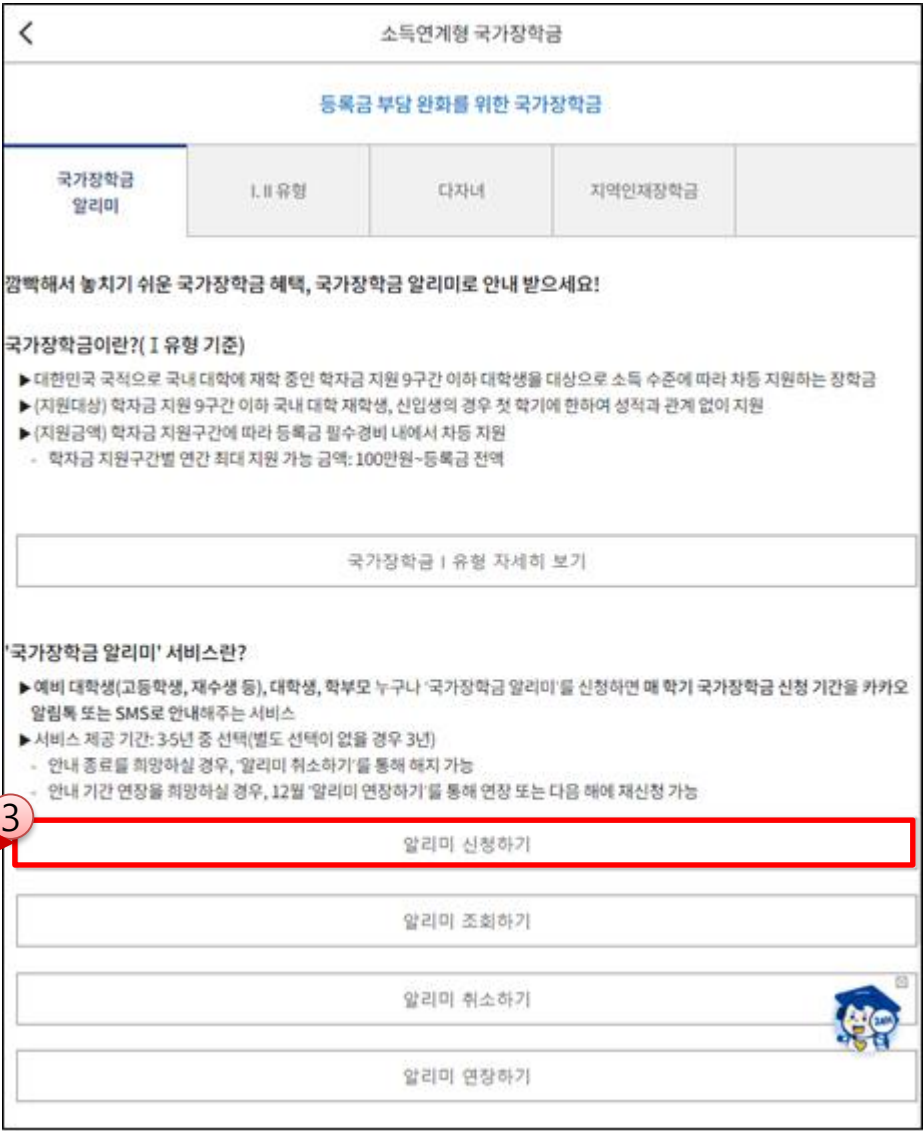 소득연계형 국가장학금
등록금 부담 완화를 위한 국가장학금
국가장학금
알리미
I, II 유형
다자녀
지역인재장학금
깜빡해서 놓치기 쉬운 국가장학금 혜택, 국가장학금 알리미로 안내 받으세요!
국가장학금이란?( I 유형 기준)
▶대한민국 국적으로 국내 대학에 재학 중인 학자금 지원 9구간 이하 대학생을 대상으로 소득 수준에 따라 차등 지원하는 장학금
▶(지원대상) 학자금 지원 9구간 이하 국내 대학 재학생, 신입생의 경우 첫 학기에 한하여 성적과 관계 없이 지원
▶(지원금액) 학자금 지원구간에 따라 등록금 필수경비 내에서 차등 지원
- 학자금 지원구간별 연간 최대 지원 가능 금액: 100만원~등록금 전액
국가장학금 I 유형 자세히 보기
'국가장학금 알리미' 서비스란?
▶예비 대학생(고등학생, 재수생 등), 대학생, 학부모 누구나 '국가장학금 알리미'를 신청하면 매 학기 국가장학금 신청 기간을 카카오
알림톡 또는 SMS로 안내해주는 서비스
▶서비스 제공 기간: 3-5년 중 선택(별도 선택이 없을 경우 3년)
- 안내 종료를 희망하실 경우, '알리미 취소하기'를 통해 해지 가능
- 안내 기간 연장을 희망하실 경우, 12월 '알리미 연장하기'를 통해 연장 또는 다음 해에 재신청 가능
3
알리미 신청하기
알리미 조회하기
알리미 취소하기
알리미 연장하기